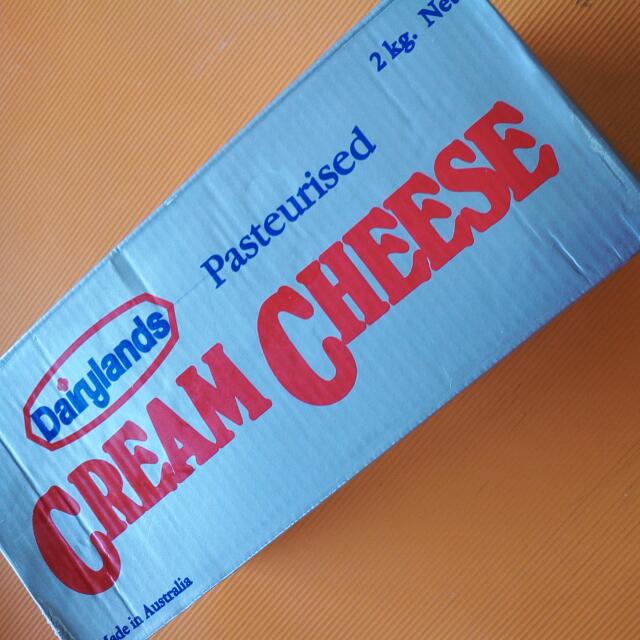 2 kg. Net
Pasteurised
Dairylands
CREAM CHEESE
Made in Australia